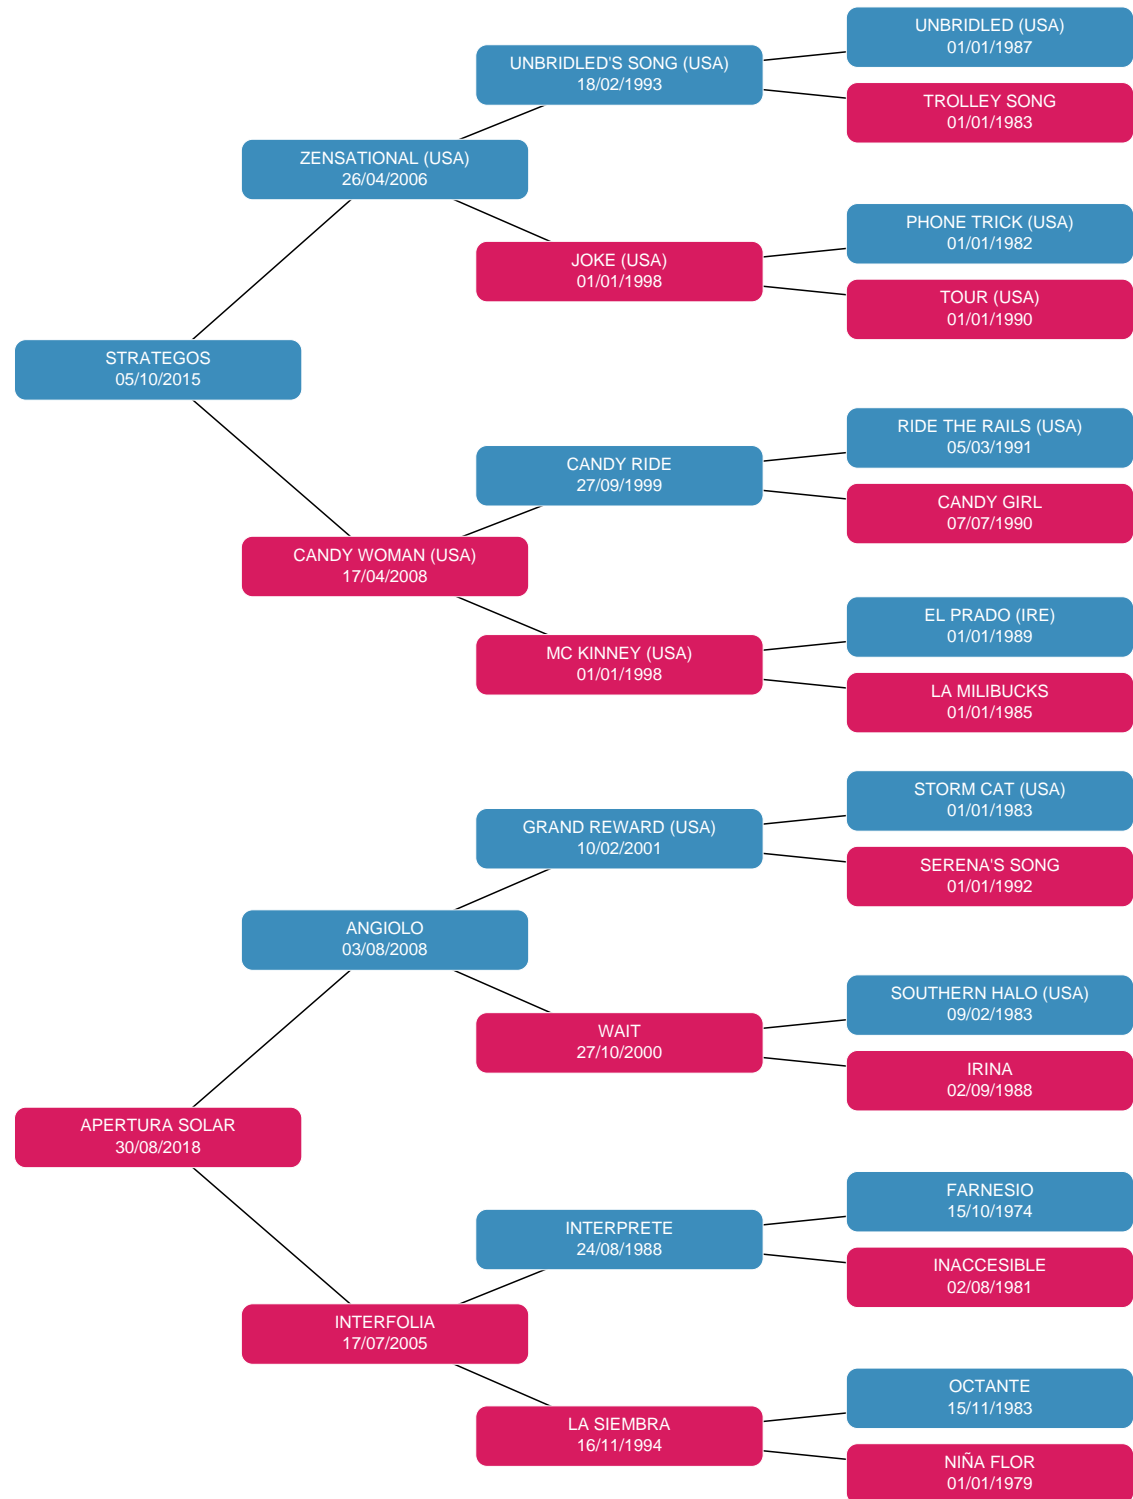 UNBRIDLED (USA)
01/01/1987
UNBRIDLED'S SONG (USA)
18/02/1993
TROLLEY SONG
01/01/1983
ZENSATIONAL (USA)
26/04/2006
PHONE TRICK (USA)
01/01/1982
JOKE (USA)
01/01/1998
TOUR (USA)
01/01/1990
STRATEGOS
05/10/2015
RIDE THE RAILS (USA)
05/03/1991
CANDY RIDE
27/09/1999
CANDY GIRL
07/07/1990
CANDY WOMAN (USA)
17/04/2008
EL PRADO (IRE)
01/01/1989
MC KINNEY (USA)
01/01/1998
LA MILIBUCKS
01/01/1985
STORM CAT (USA)
01/01/1983
GRAND REWARD (USA)
10/02/2001
SERENA'S SONG
01/01/1992
ANGIOLO
03/08/2008
SOUTHERN HALO (USA)
09/02/1983
WAIT
27/10/2000
IRINA
02/09/1988
APERTURA SOLAR
30/08/2018
FARNESIO
15/10/1974
INTERPRETE
24/08/1988
INACCESIBLE
02/08/1981
INTERFOLIA
17/07/2005
OCTANTE
15/11/1983
LA SIEMBRA
16/11/1994
NIÑA FLOR
01/01/1979